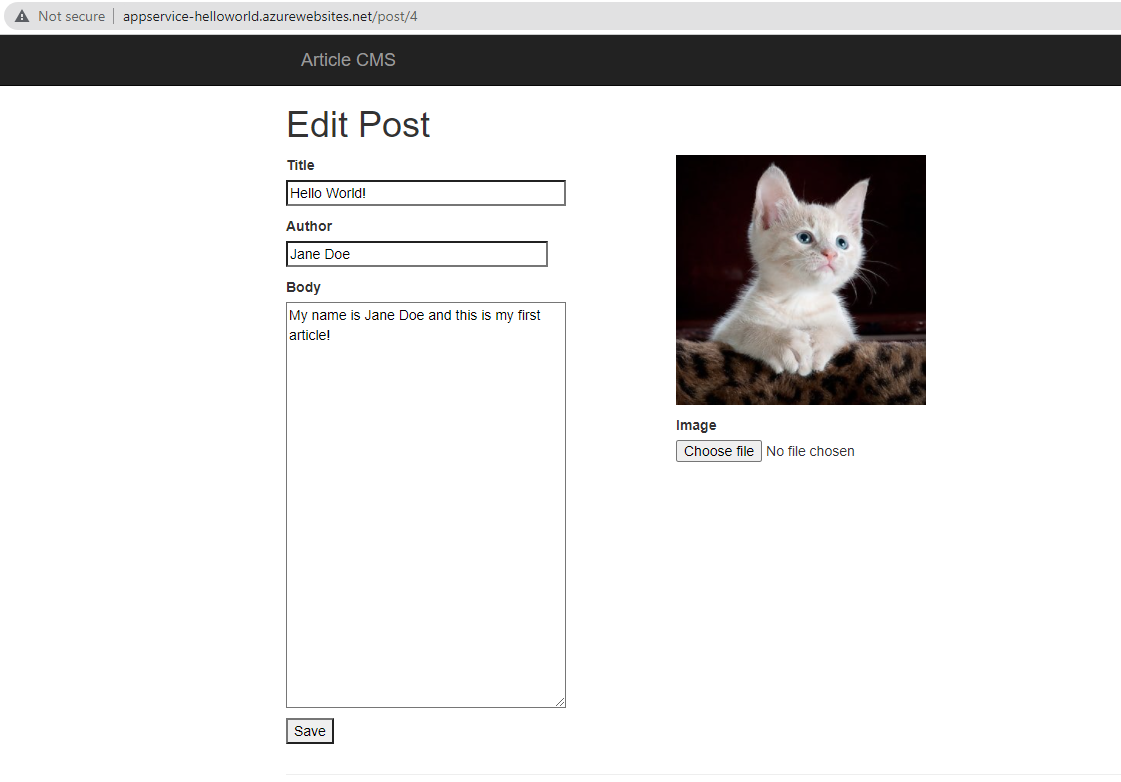 Not secure | appservice-helloworld.azurewebsites.net/post/4
Article CMS
Edit Post
Title
Hello World!
Author
Jane Doe
Body
My name is Jane Doe and this is my first
article!
Image
Choose file No file chosen
Save